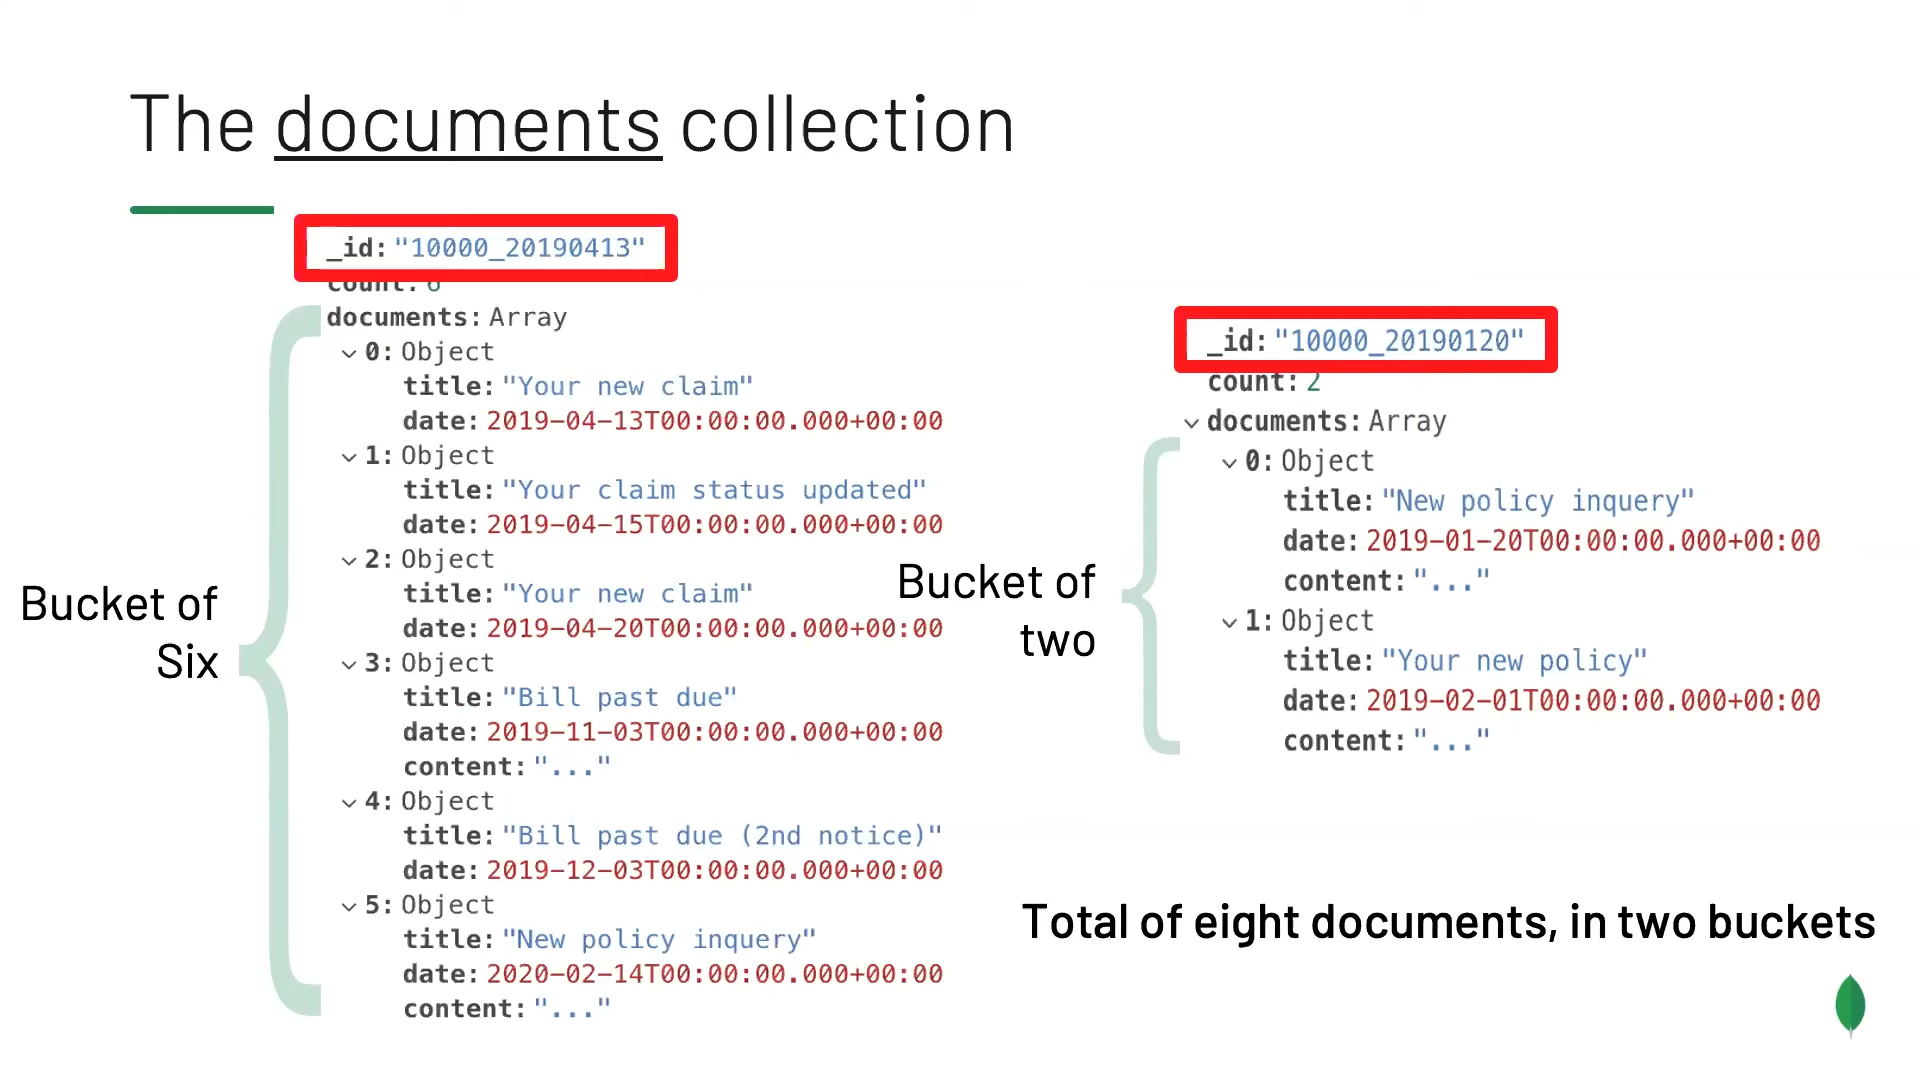 The documents collection
_id: "10000_20190413"
count: 6
documents: Array
0: Object
title: "Your new claim"
date: 2019-04-13T00:00:00.000+00:00
1: Object
title: "Your claim status updated"
date: 2019-04-15T00:00:00.000+00:00
2: Object
title: "Your new claim"
date: 2019-04-20T00:00:00.000+00:00
3: Object
title: "Bill past due"
date: 2019-11-03T00:00:00.000+00:00
content: "..."
4: Object
title: "Bill past due (2nd notice)"
date: 2019-12-03T00:00:00.000+00:00
5: Object
title: "New policy inquery"
date: 2020-02-14T00:00:00.000+00:00
content: "..."
Bucket of
Six
_id: "10000_20190120"
count: 2
documents: Array
0: Object
title: "New policy inquery"
date: 2019-01-20T00:00:00.000+00:00
content: "..."
1: Object
title: "Your new policy"
date: 2019-02-01T00:00:00.000+00:00
content: "..."
Bucket of
two
Total of eight documents, in two buckets